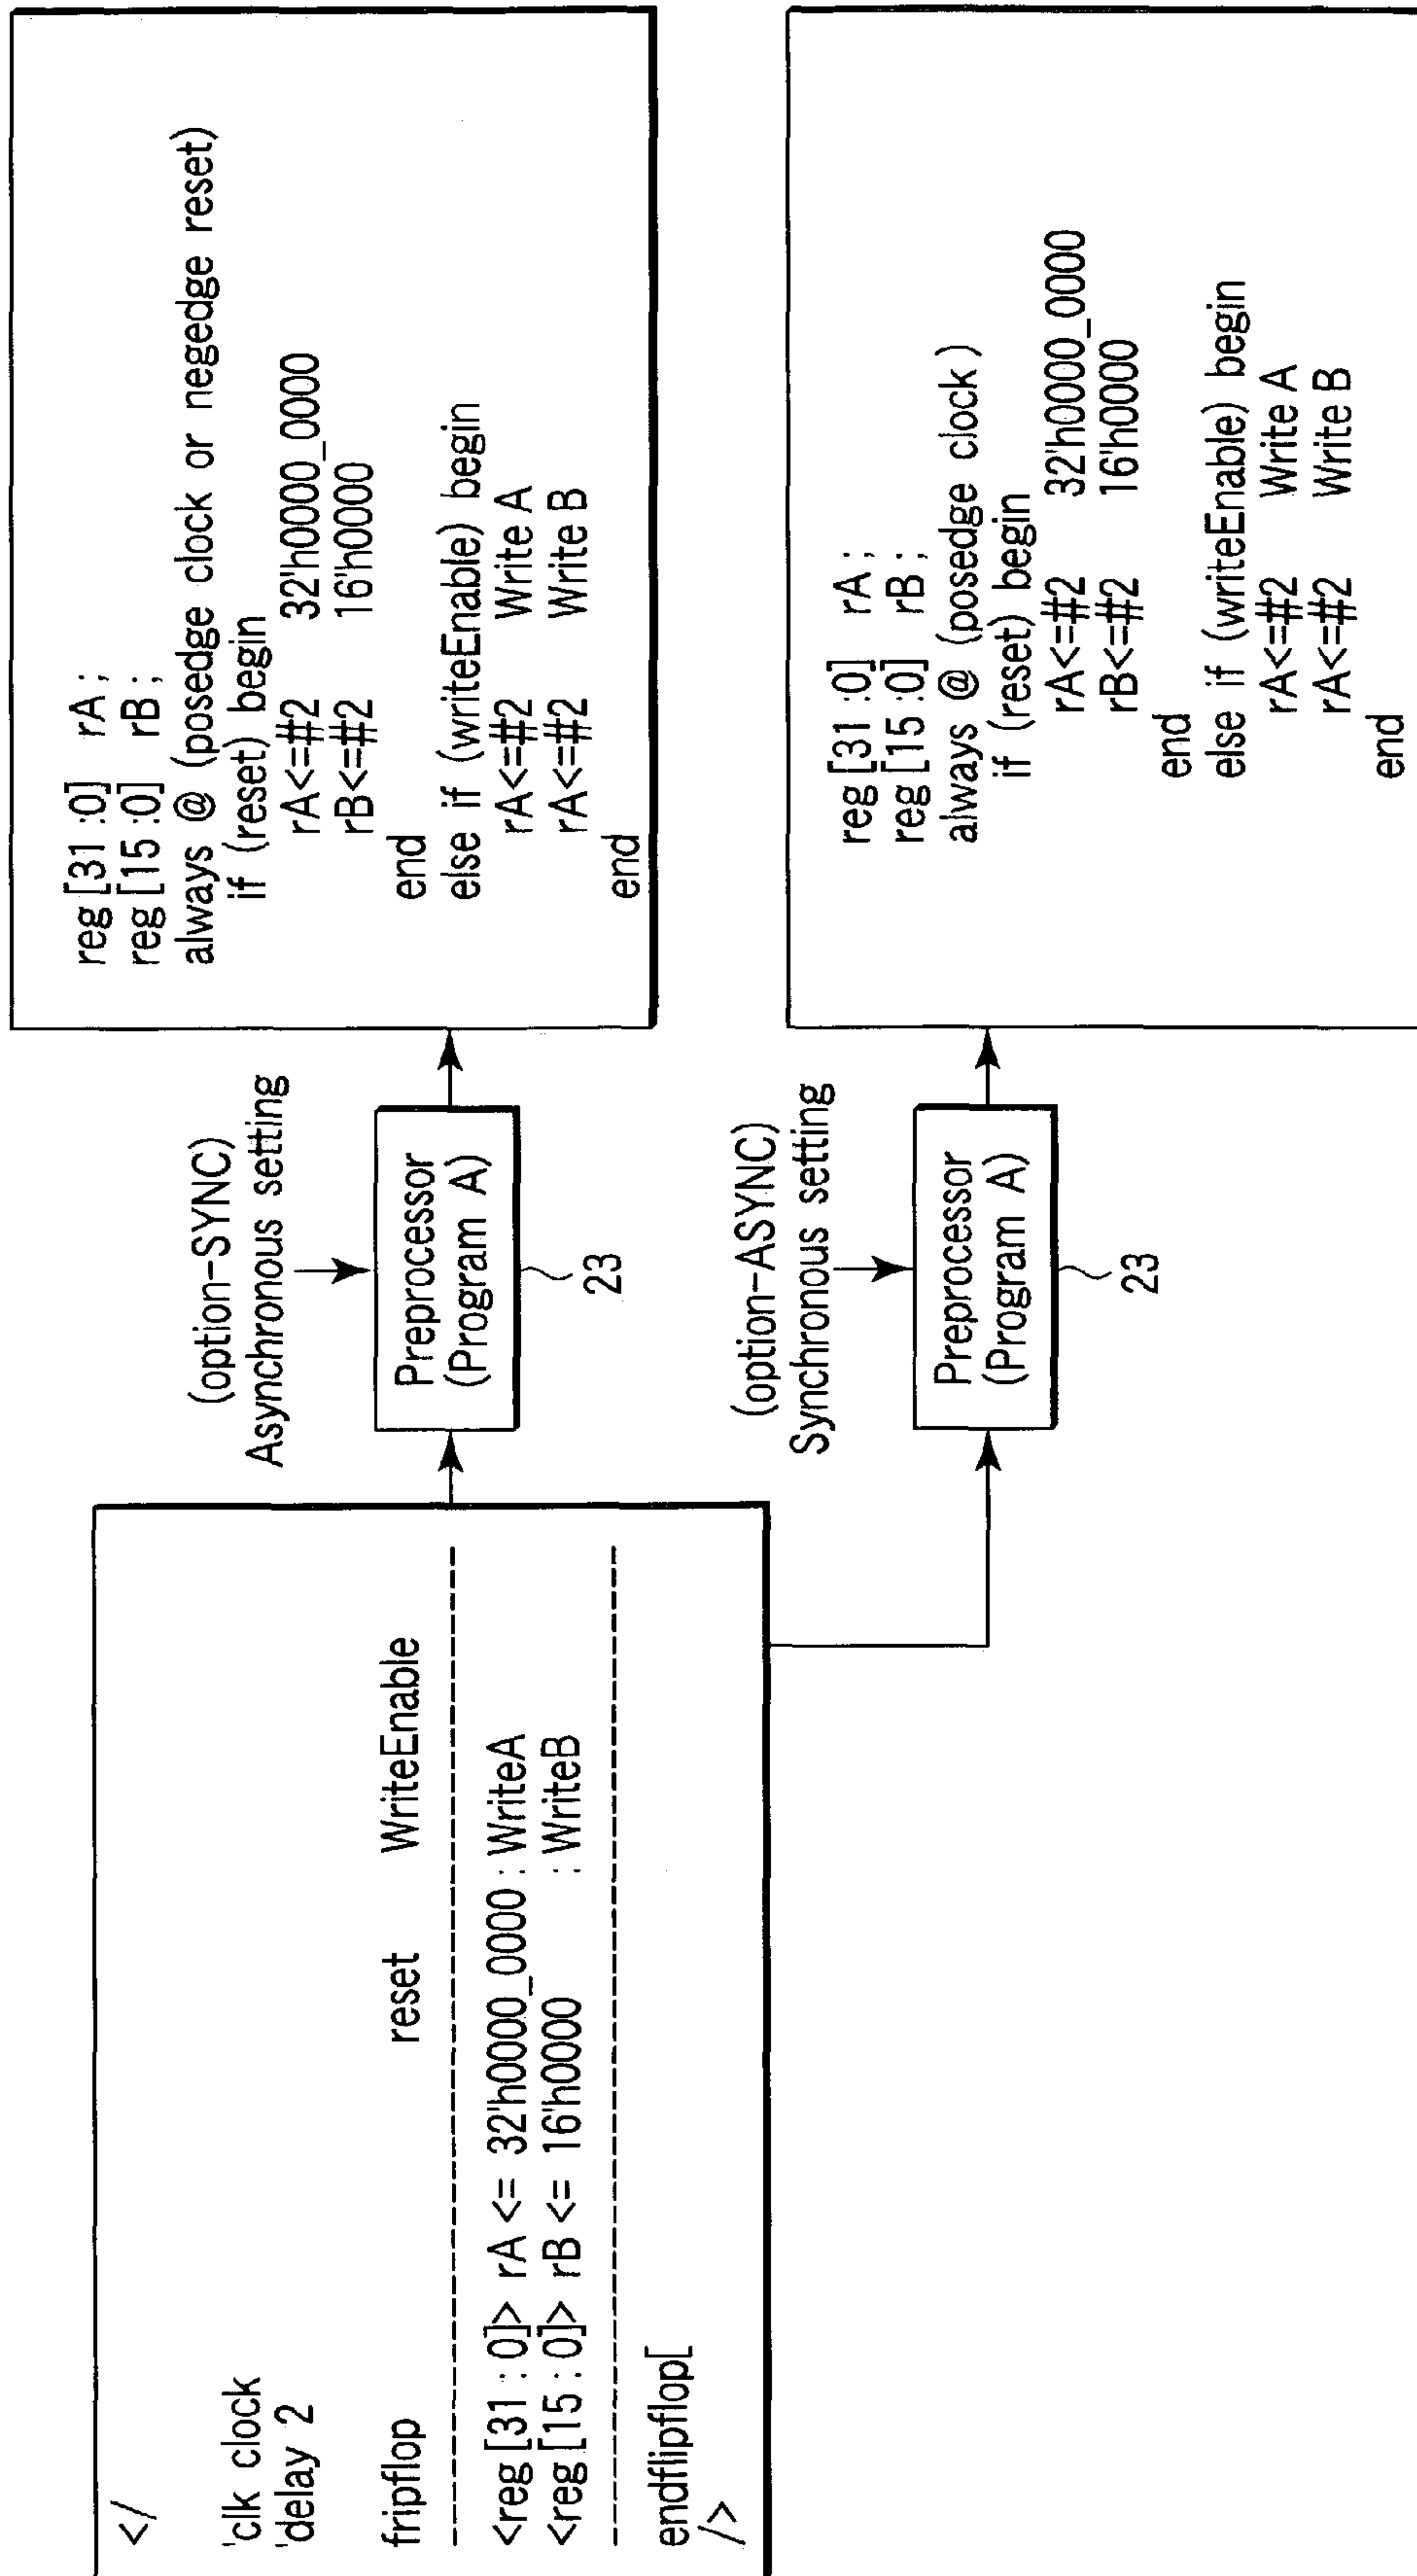 </
'clk clock
'delay 2
fripflop reset WriteEnable
<reg [31 : 0]> rA <= 32'h0000_0000 : WriteA
<reg [15 : 0]> rB <= 16'h0000 : WriteB
endflipflop[
/>
(option-SYNC)
Asynchronous setting
Preprocessor
(Program A)
23
reg [31 :0] rA ;
reg [15 :0] rB ;
always @ (posedge clock or negedge reset)
if (reset) begin
rA<=#2 32'h0000_0000
rB<=#2 16'h0000
end
else if (writeEnable) begin
rA<=#2 Write A
rA<=#2 Write B
end
(option-ASYNC)
Synchronous setting
Preprocessor
(Program A)
23
reg [31 :0] rA ;
reg [15 :0] rB ;
always @ (posedge clock )
if (reset) begin
rA<=#2 32'h0000_0000
rB<=#2 16'h0000
end
else if (writeEnable) begin
rA<=#2 Write A
rA<=#2 Write B
end